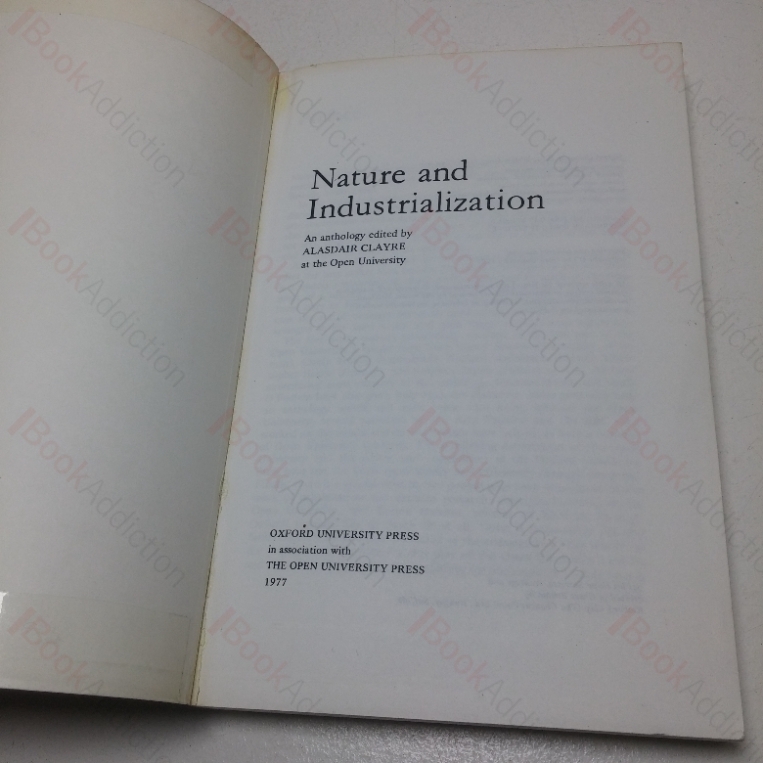 Nature and
Industrialization
An anthology edited by
ALASDAIR CLAYRE
at the Open University
OXFORD UNIVERSITY PRESS
in association with
THE OPEN UNIVERSITY PRESS
1977
BookAddiction